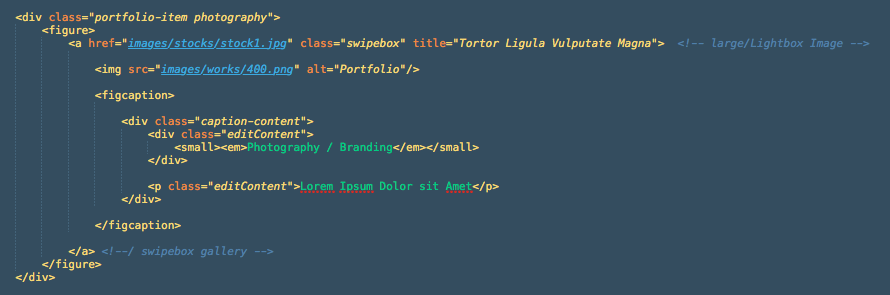 <div class="portfolio-item photography">
<figure>
<a href="images/stocks/stock1.jpg" class="swipebox" title="Tortor Ligula Vulputate Magna">  <!-- large/Lightbox Image -->
<img src="images/works/400.png" alt="Portfolio"/>
<figcaption>
<div class="caption-content">
<div class="editContent">
<small><em>Photography / Branding</em></small>
</div>
<p class="editContent">Lorem Ipsum Dolor sit Amet</p>
</div>
</figcaption>
</a> <!--/ swipebox gallery -->
</figure>
</div>